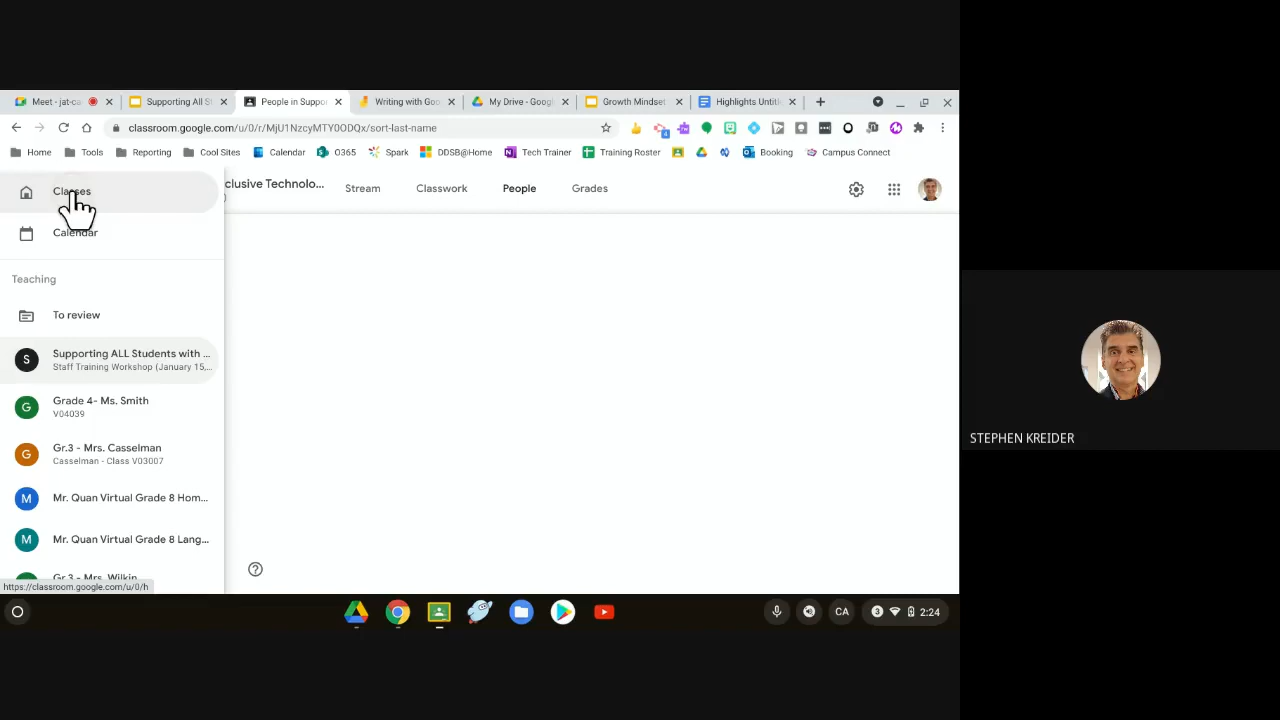 Meet - jat-ca
Supporting All St
People in Suppo
Writing with Goo
My Drive - Googl
Growth Mindset
Highlights Untitl
classroom.google.com/u/0/r/MjU1NzcyMTY0ODQx/sort-last-name
4
Home
Tools
Reporting
Cool Sites
Calendar
O365
Spark
DDSB@Home
Tech Trainer
Training Roster
Booking
Campus Connect
Classes
clusive Technolo...
)
Stream
Classwork
People
Grades
Calendar
Teaching
To review
S
Supporting ALL Students with ...
Staff Training Workshop (January 15,...
G
Grade 4- Ms. Smith
V04039
G
Gr.3 - Mrs. Casselman
Casselman - Class V03007
M
Mr. Quan Virtual Grade 8 Hom...
M
Mr. Quan Virtual Grade 8 Lang...
Gr.3 - Mrs. Wilkin
https://classroom.google.com/u/0/h
CA
3
2:24
STEPHEN KREIDER